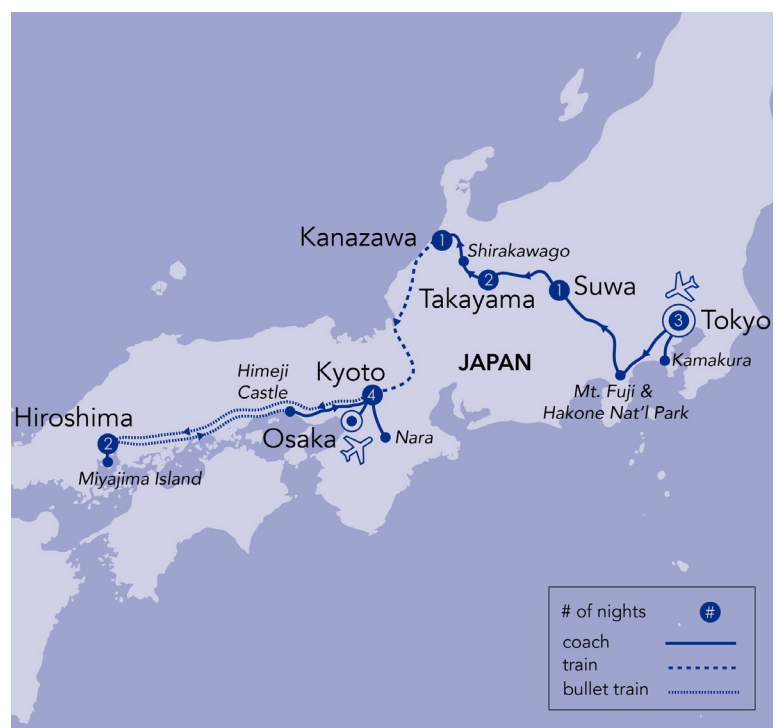 Kanazawa
1
Shirakawago
2
Takayama
1
Suwa
3
Tokyo
Kamakura
JAPAN
Mt. Fuji &
Hakone Nat'l Park
Himeji
Castle
Kyoto
4
Hiroshima
2
Osaka
Nara
Miyajima Island
# of nights #
coach
train
bullet train